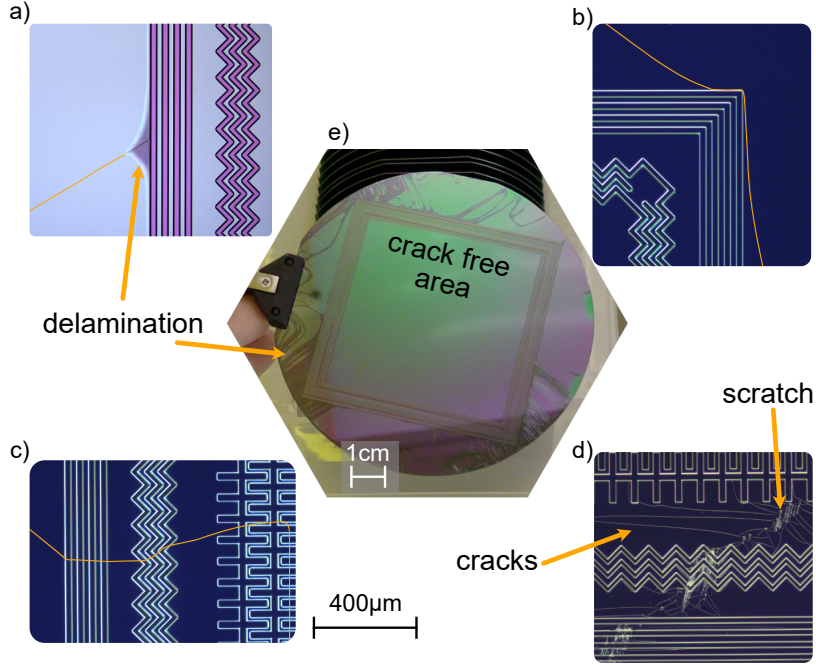 a)
b)
e)
crack free
area
delamination
scratch
c)
1cm
d)
cracks
400μm